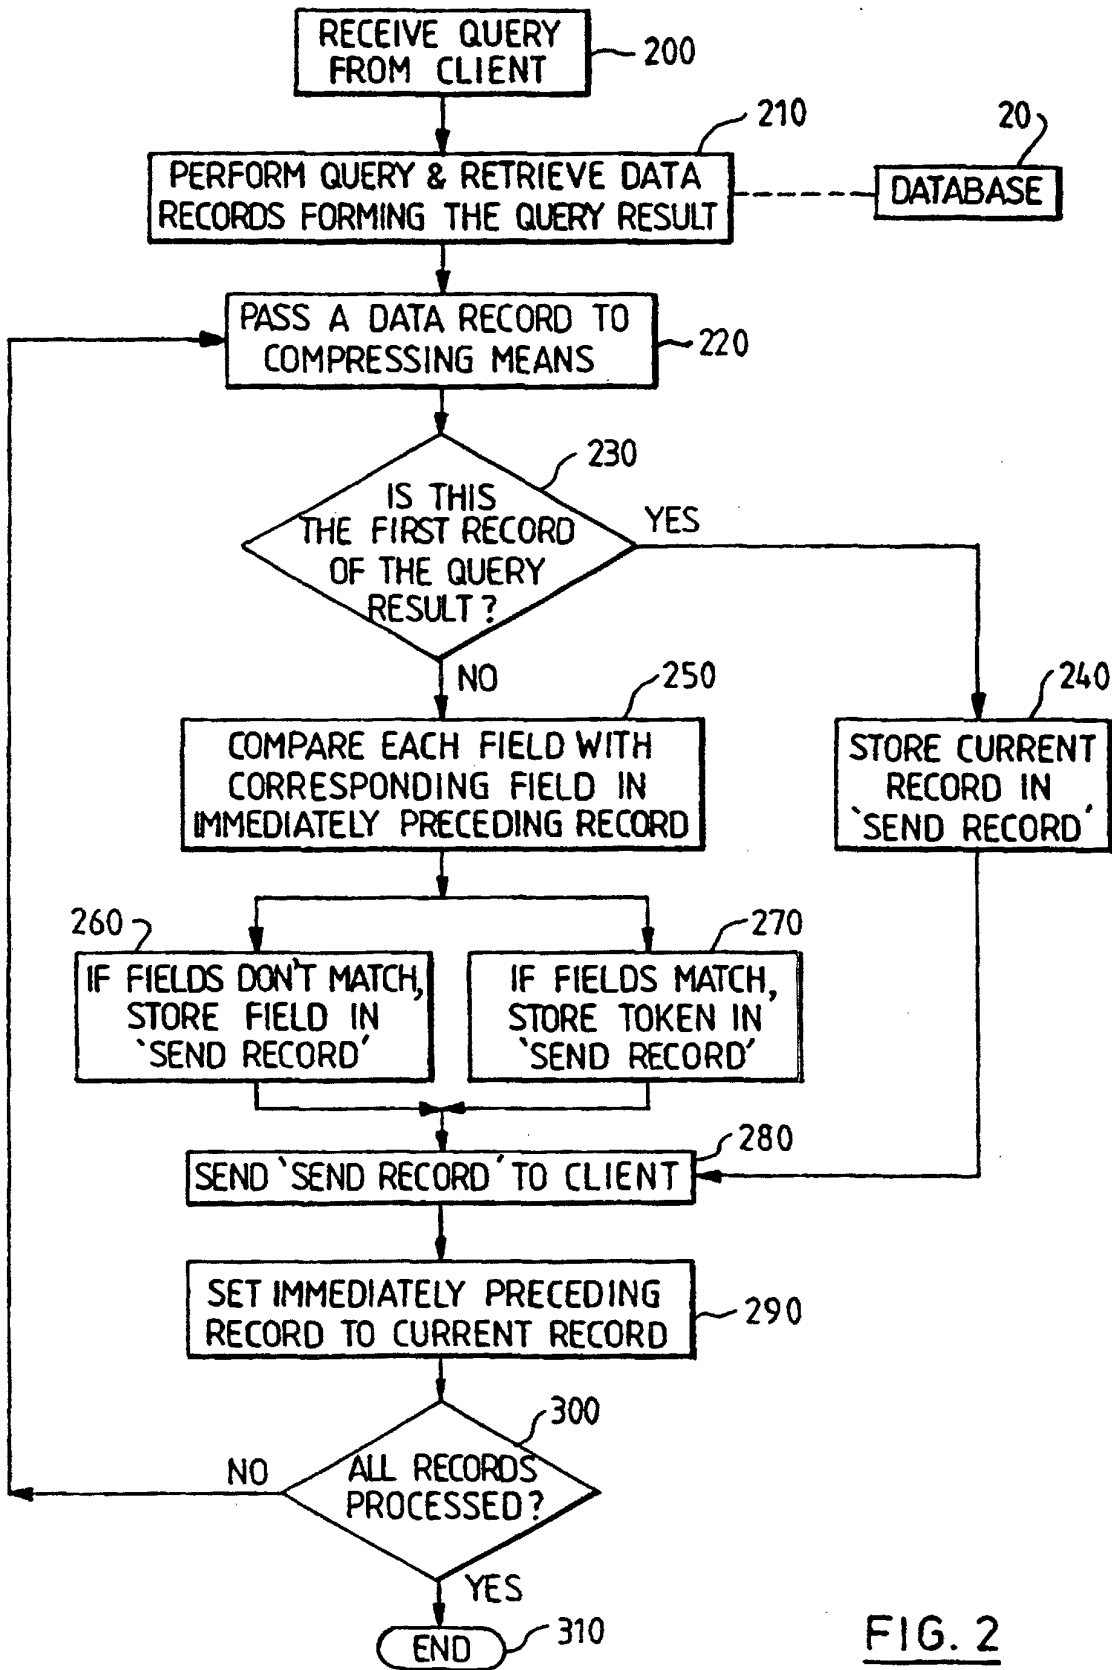 RECEIVE QUERY
FROM CLIENT
200
210
20
PERFORM QUERY & RETRIEVE DATA
RECORDS FORMING THE QUERY RESULT
DATABASE
PASS A DATA RECORD TO
COMPRESSING MEANS
220
230
IS THIS
THE FIRST RECORD
OF THE QUERY
RESULT?
YES
NO
250
240
COMPARE EACH FIELD WITH
CORRESPONDING FIELD IN
IMMEDIATELY PRECEDING RECORD
STORE CURRENT
RECORD IN
'SEND RECORD'
260
270
IF FIELDS DON'T MATCH,
STORE FIELD IN
'SEND RECORD'
IF FIELDS MATCH,
STORE TOKEN IN
'SEND RECORD'
280
SEND 'SEND RECORD' TO CLIENT
SET IMMEDIATELY PRECEDING
RECORD TO CURRENT RECORD
290
300
ALL RECORDS
PROCESSED?
NO
YES
END
310
FIG. 2